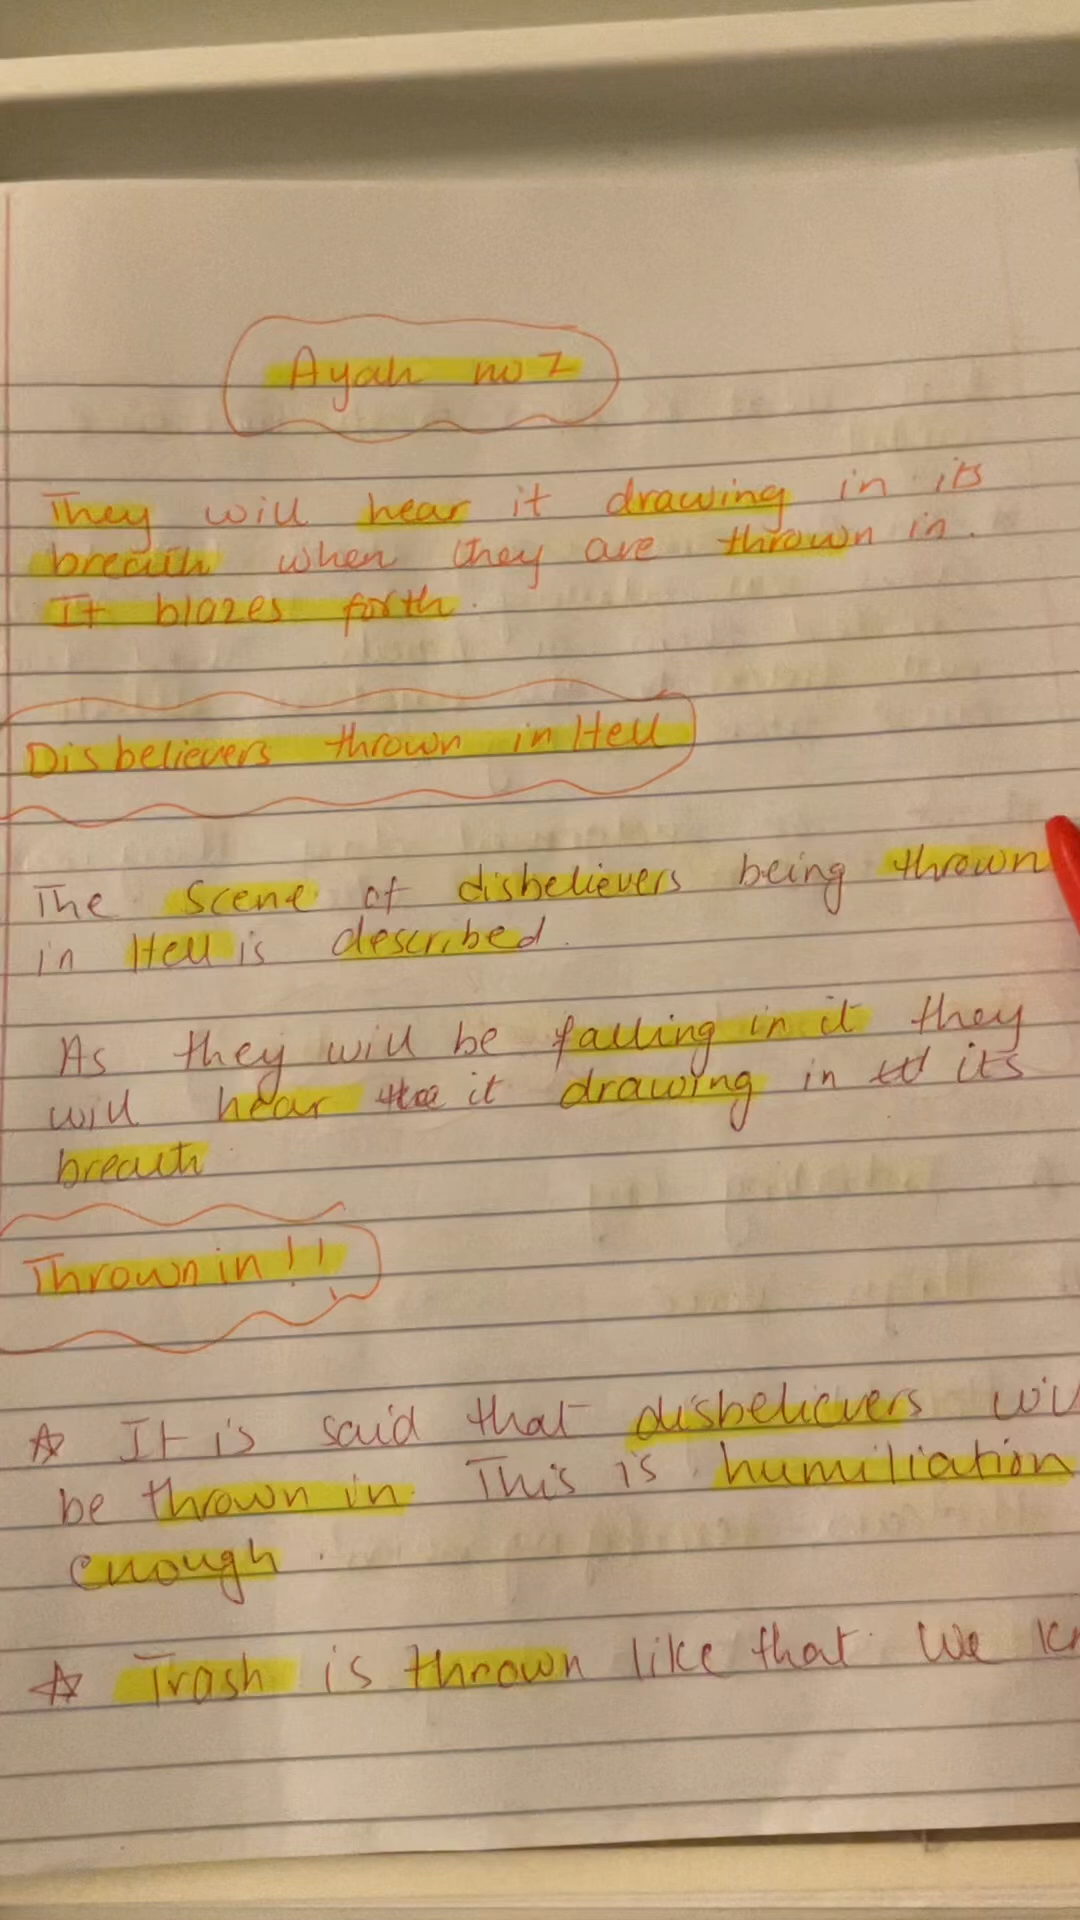 Ayah no 7
They will hear it drawing in its
breath when they are thrown in.
It blazes forth.
Disbelievers thrown in Hell
The scene of disbelievers being thrown
in Hell is described.
As they will be falling in it they
will hear it drawing in its
breath
Thrown in!!
☆ It is said that disbelievers
be thrown in. This is humiliation
enough.
☆ Trash is thrown like that. We